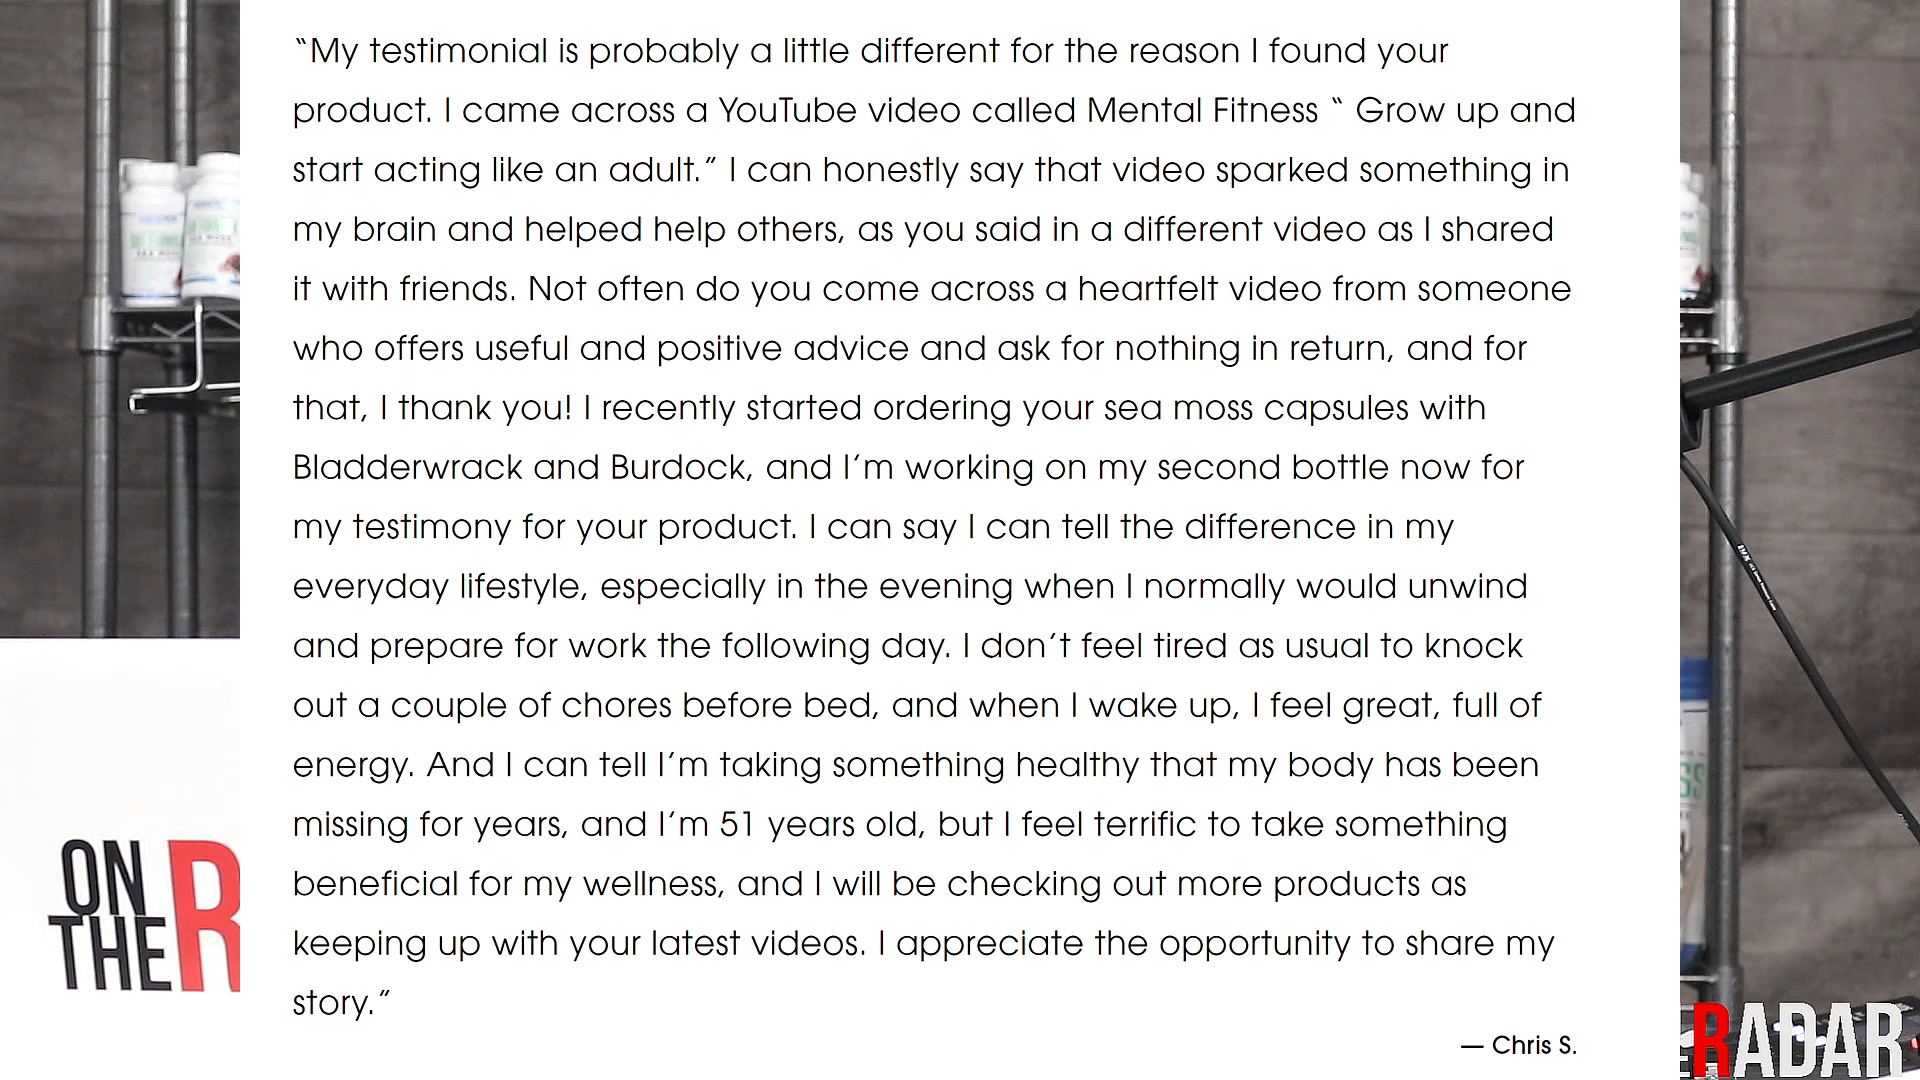 “My testimonial is probably a little different for the reason I found your
product. I came across a YouTube video called Mental Fitness “ Grow up and
start acting like an adult.” I can honestly say that video sparked something in
my brain and helped help others, as you said in a different video as I shared
it with friends. Not often do you come across a heartfelt video from someone
who offers useful and positive advice and ask for nothing in return, and for
that, I thank you! I recently started ordering your sea moss capsules with
Bladderwrack and Burdock, and I’m working on my second bottle now for
my testimony for your product. I can say I can tell the difference in my
everyday lifestyle, especially in the evening when I normally would unwind
and prepare for work the following day. I don’t feel tired as usual to knock
out a couple of chores before bed, and when I wake up, I feel great, full of
energy. And I can tell I’m taking something healthy that my body has been
missing for years, and I’m 51 years old, but I feel terrific to take something
beneficial for my wellness, and I will be checking out more products as
keeping up with your latest videos. I appreciate the opportunity to share my
story.”
— Chris S.
ON
THE R
RADAR